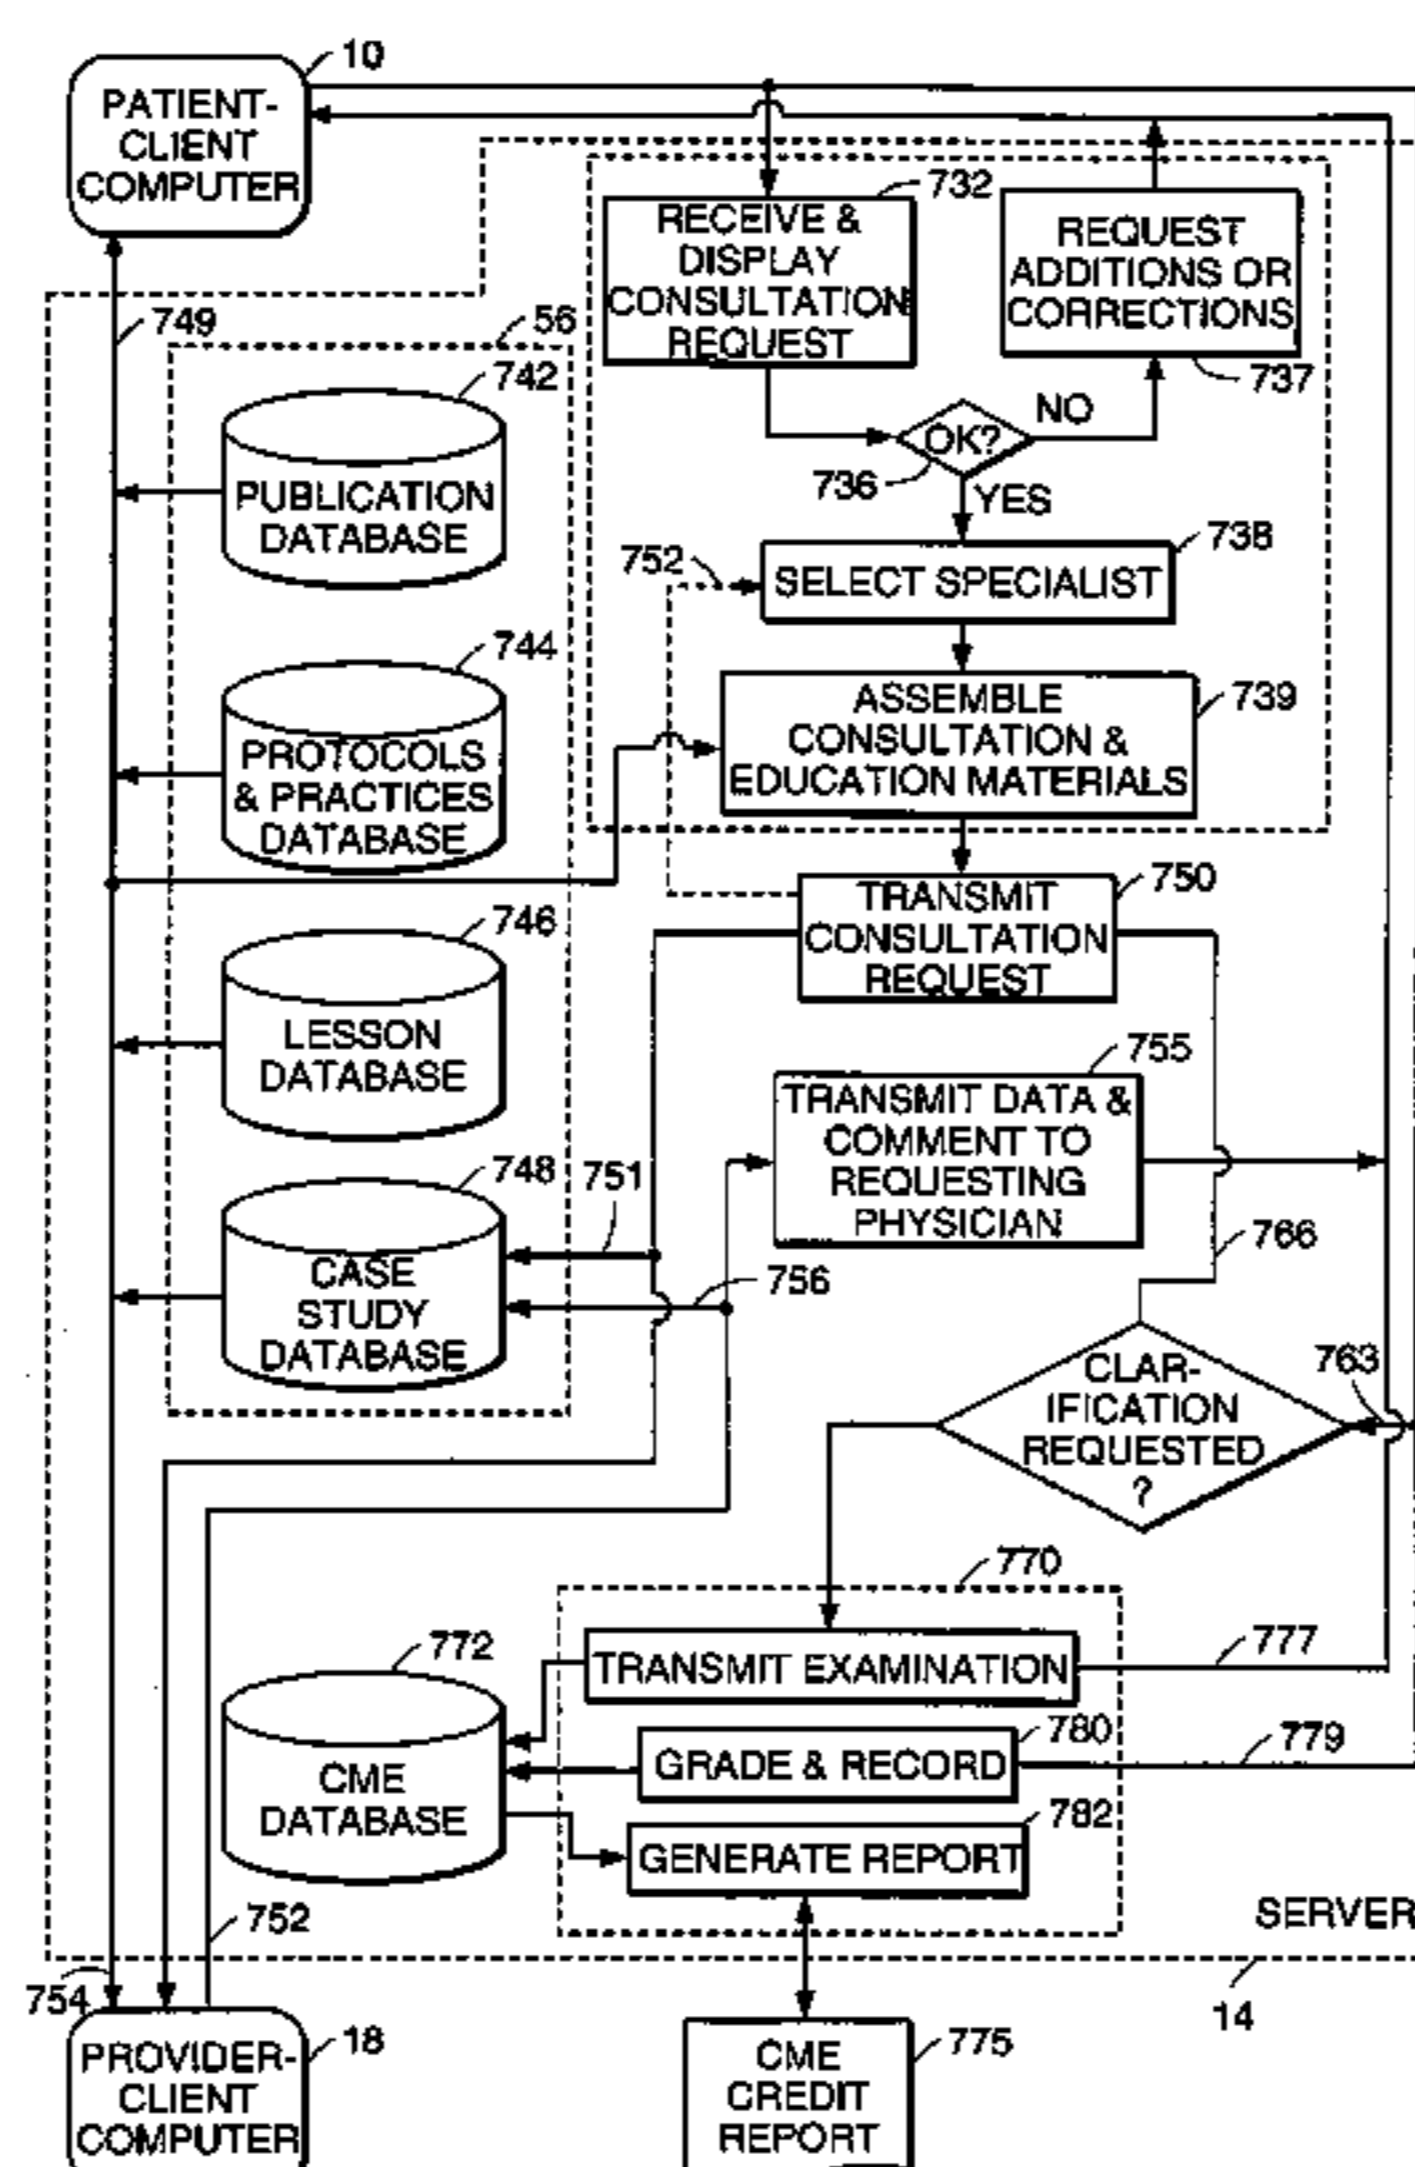 10
PATIENT-
CLIENT
COMPUTER
732
RECEIVE &
DISPLAY
CONSULTATION
REQUEST
REQUEST
ADDITIONS OR
CORRECTIONS
737
749
56
742
PUBLICATION
DATABASE
OK?
NO
736
YES
752
738
SELECT SPECIALIST
744
PROTOCOLS
& PRACTICES
DATABASE
739
ASSEMBLE
CONSULTATION &
EDUCATION MATERIALS
750
TRANSMIT
CONSULTATION
REQUEST
746
LESSON
DATABASE
755
TRANSMIT DATA &
COMMENT TO
REQUESTING
PHYSICIAN
748
751
CASE
STUDY
DATABASE
756
766
763
CLAR-
IFICATION
REQUESTED
?
770
772
TRANSMIT EXAMINATION
777
CME
DATABASE
780
GRADE & RECORD
779
782
GENERATE REPORT
752
SERVER
754
14
18
PROVIDER-
CLIENT
COMPUTER
775
CME
CREDIT
REPORT